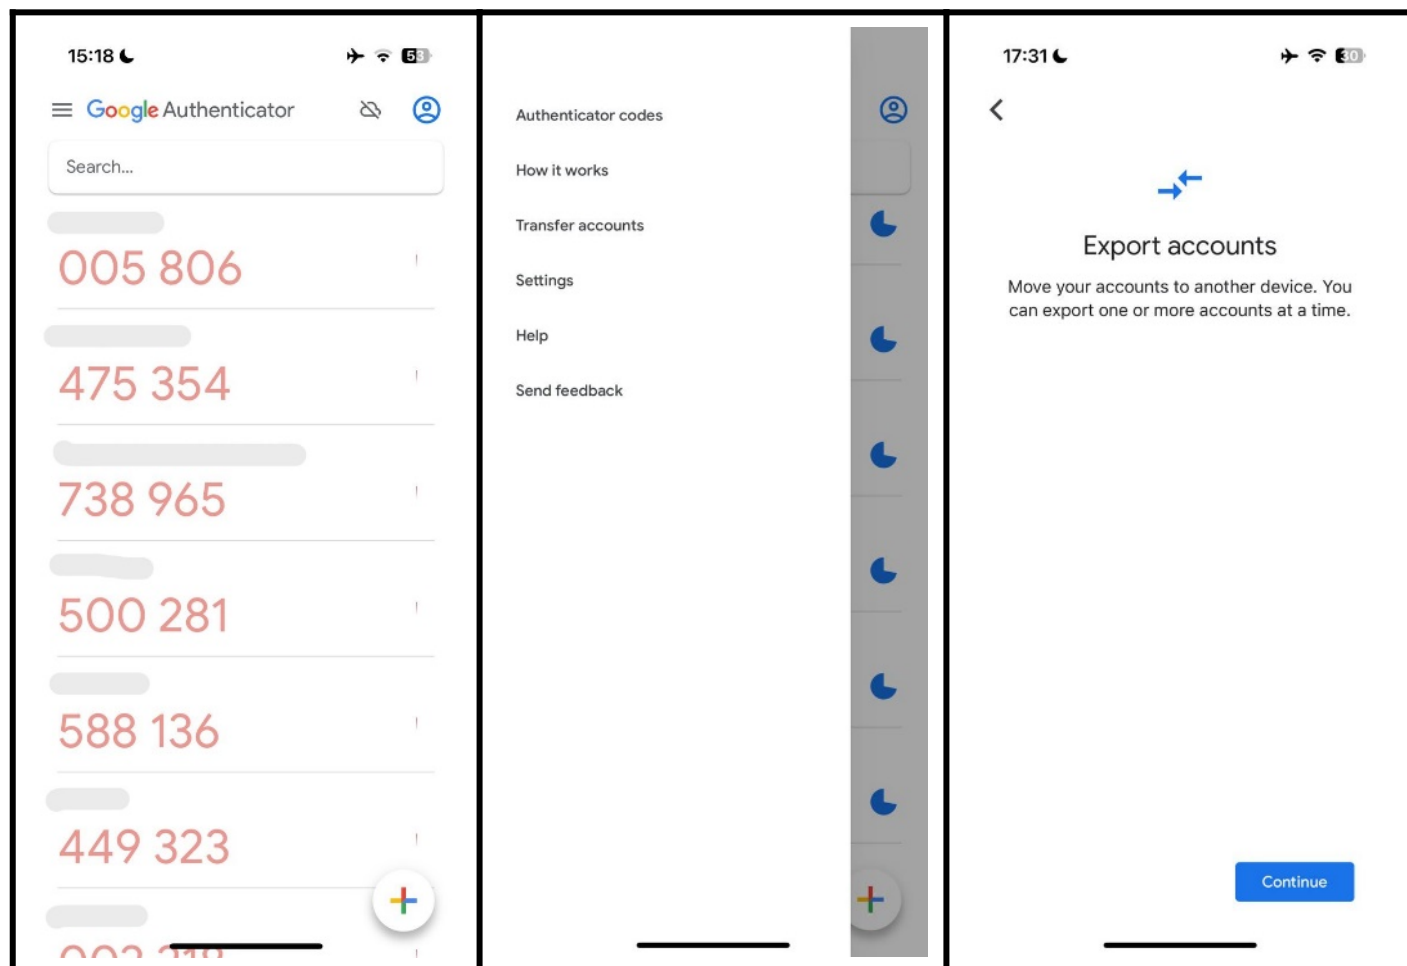 15:18
53
Google Authenticator
Search...
005 806
475 354
738 965
500 281
588 136
449 323
Authenticator codes
How it works
Transfer accounts
Settings
Help
Send feedback
17:31
30
Export accounts
Move your accounts to another device. You
can export one or more accounts at a time.
Continue